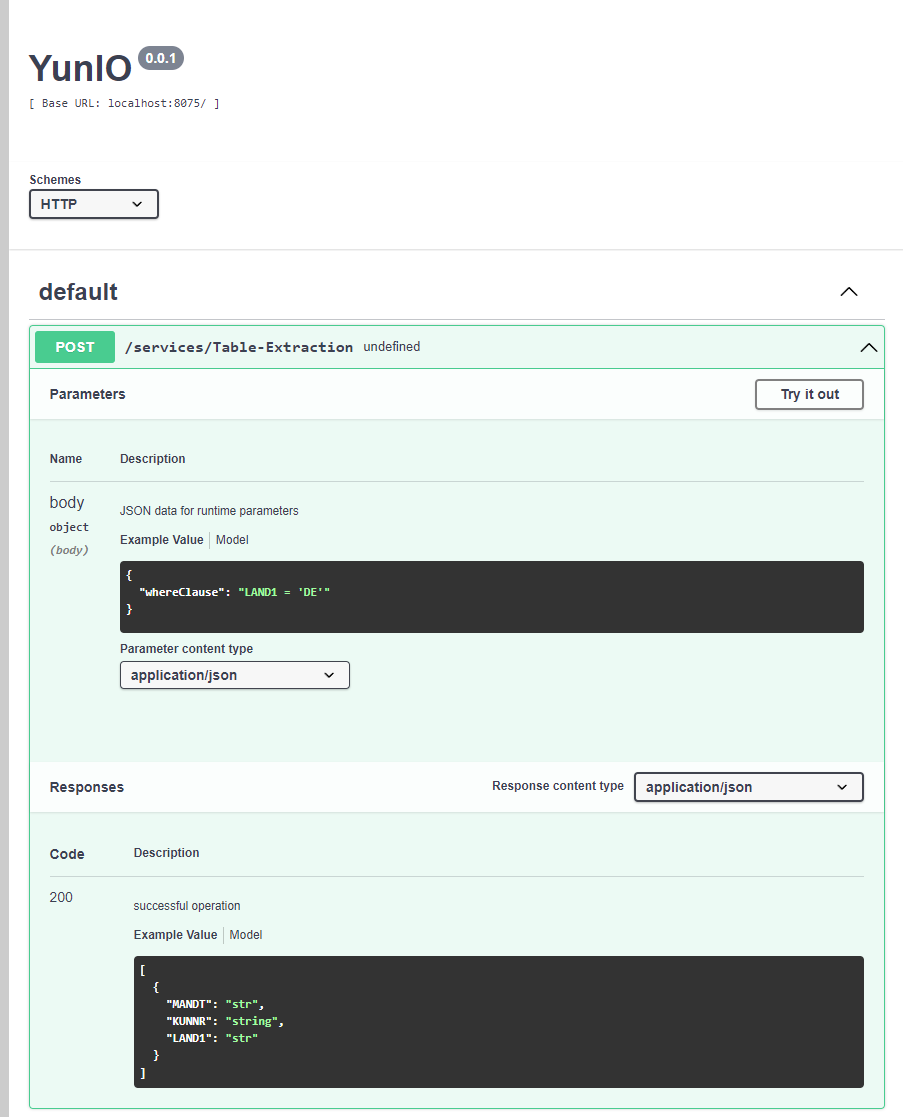 YunIO 0.0.1
[ Base URL: localhost:8075/ ]
Schemes
HTTP
default
POST /services/Table-Extraction undefined
Parameters Try it out
Name Description
body
object
(body)
JSON data for runtime parameters
Example Value Model
{
  "whereClause": "LAND1 = 'DE'"
}
Parameter content type
application/json
Responses Response content type application/json
Code Description
200
successful operation
Example Value Model
[
  {
    "MANDT": "str",
    "KUNNR": "string",
    "LAND1": "str"
  }
]